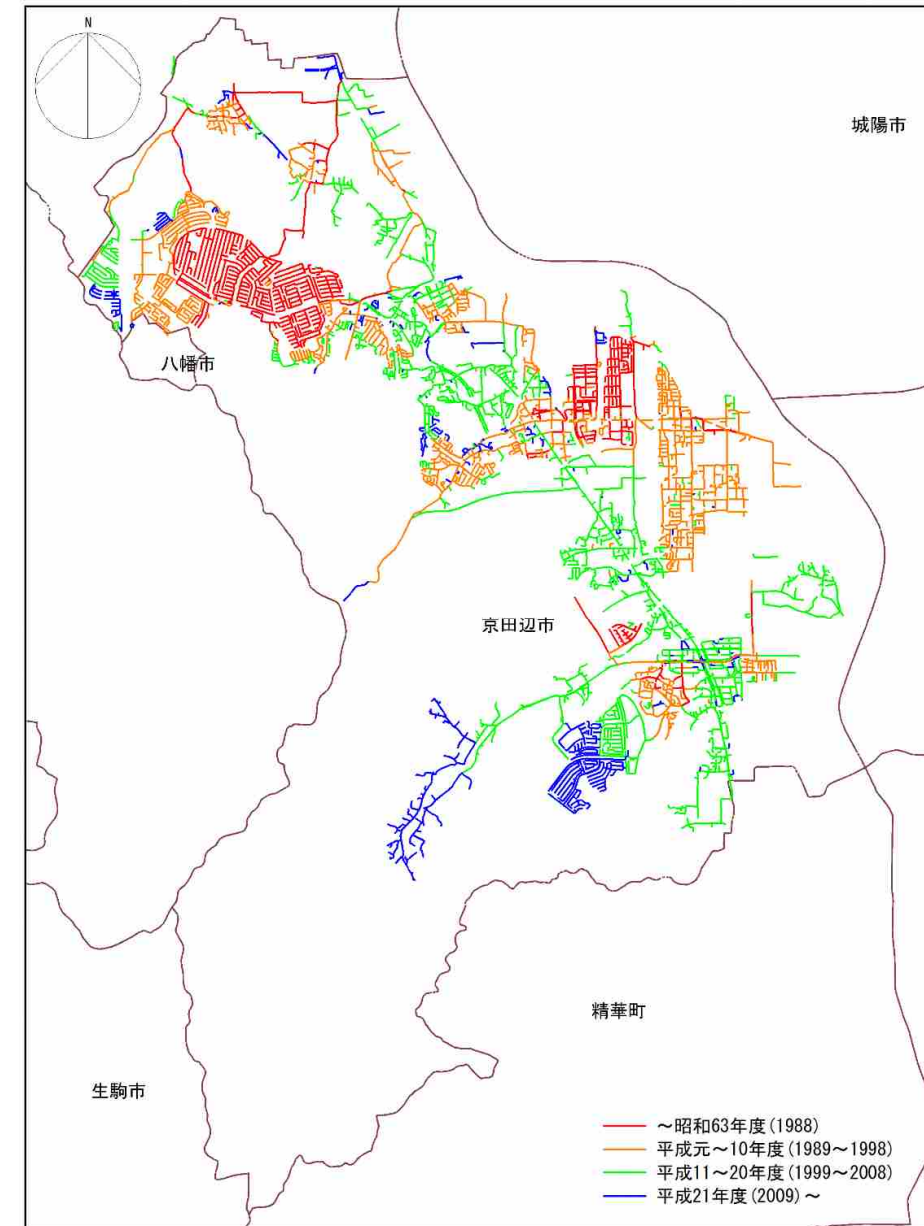 N
城陽市
八幡市
京田辺市
精華町
生駒市
～昭和63年度(1988)
平成元～10年度(1989～1998)
平成11～20年度(1999～2008)
平成21年度(2009)～